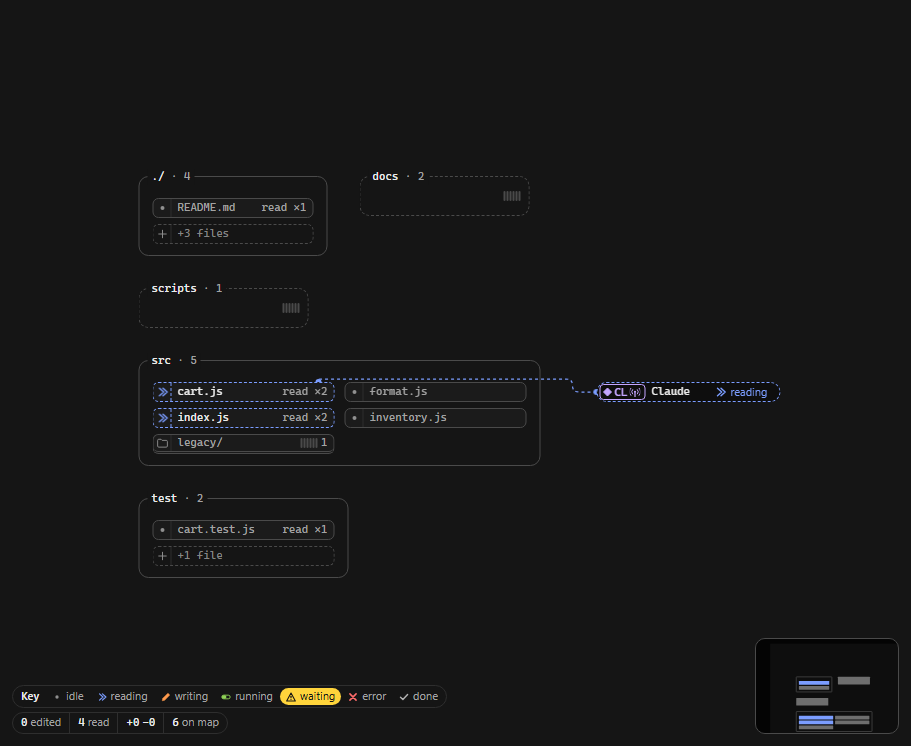 ./ · 4
docs · 2
README.md read ×1
+3 files
scripts · 1
src · 5
cart.js read ×2
format.js
CL Claude reading
index.js read ×2
inventory.js
legacy/ 1
test · 2
cart.test.js read ×1
+1 file
Key idle reading writing running waiting error done
0 edited 4 read +0 −0 6 on map